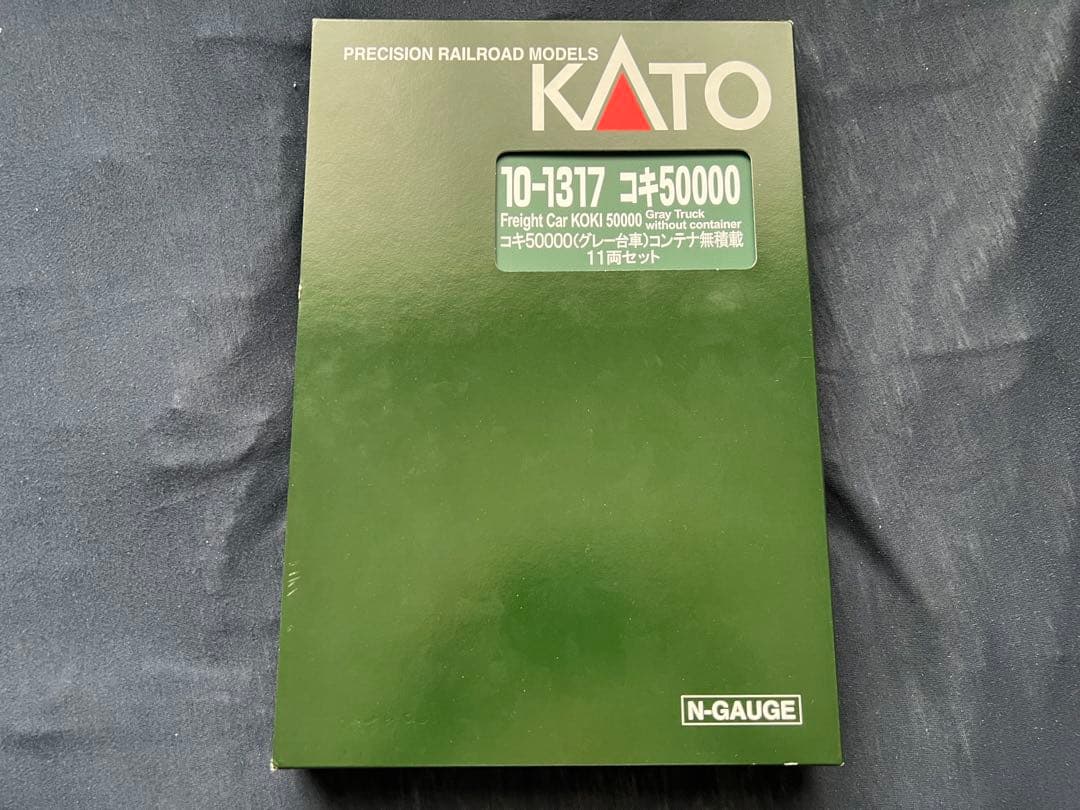 PRECISION RAILROAD MODELS
KATO
10-1317 コキ50000
Freight Car KOKI 50000 Gray Truck without container
コキ50000(グレー台車)コンテナ無積載
11両セット
N-GAUGE